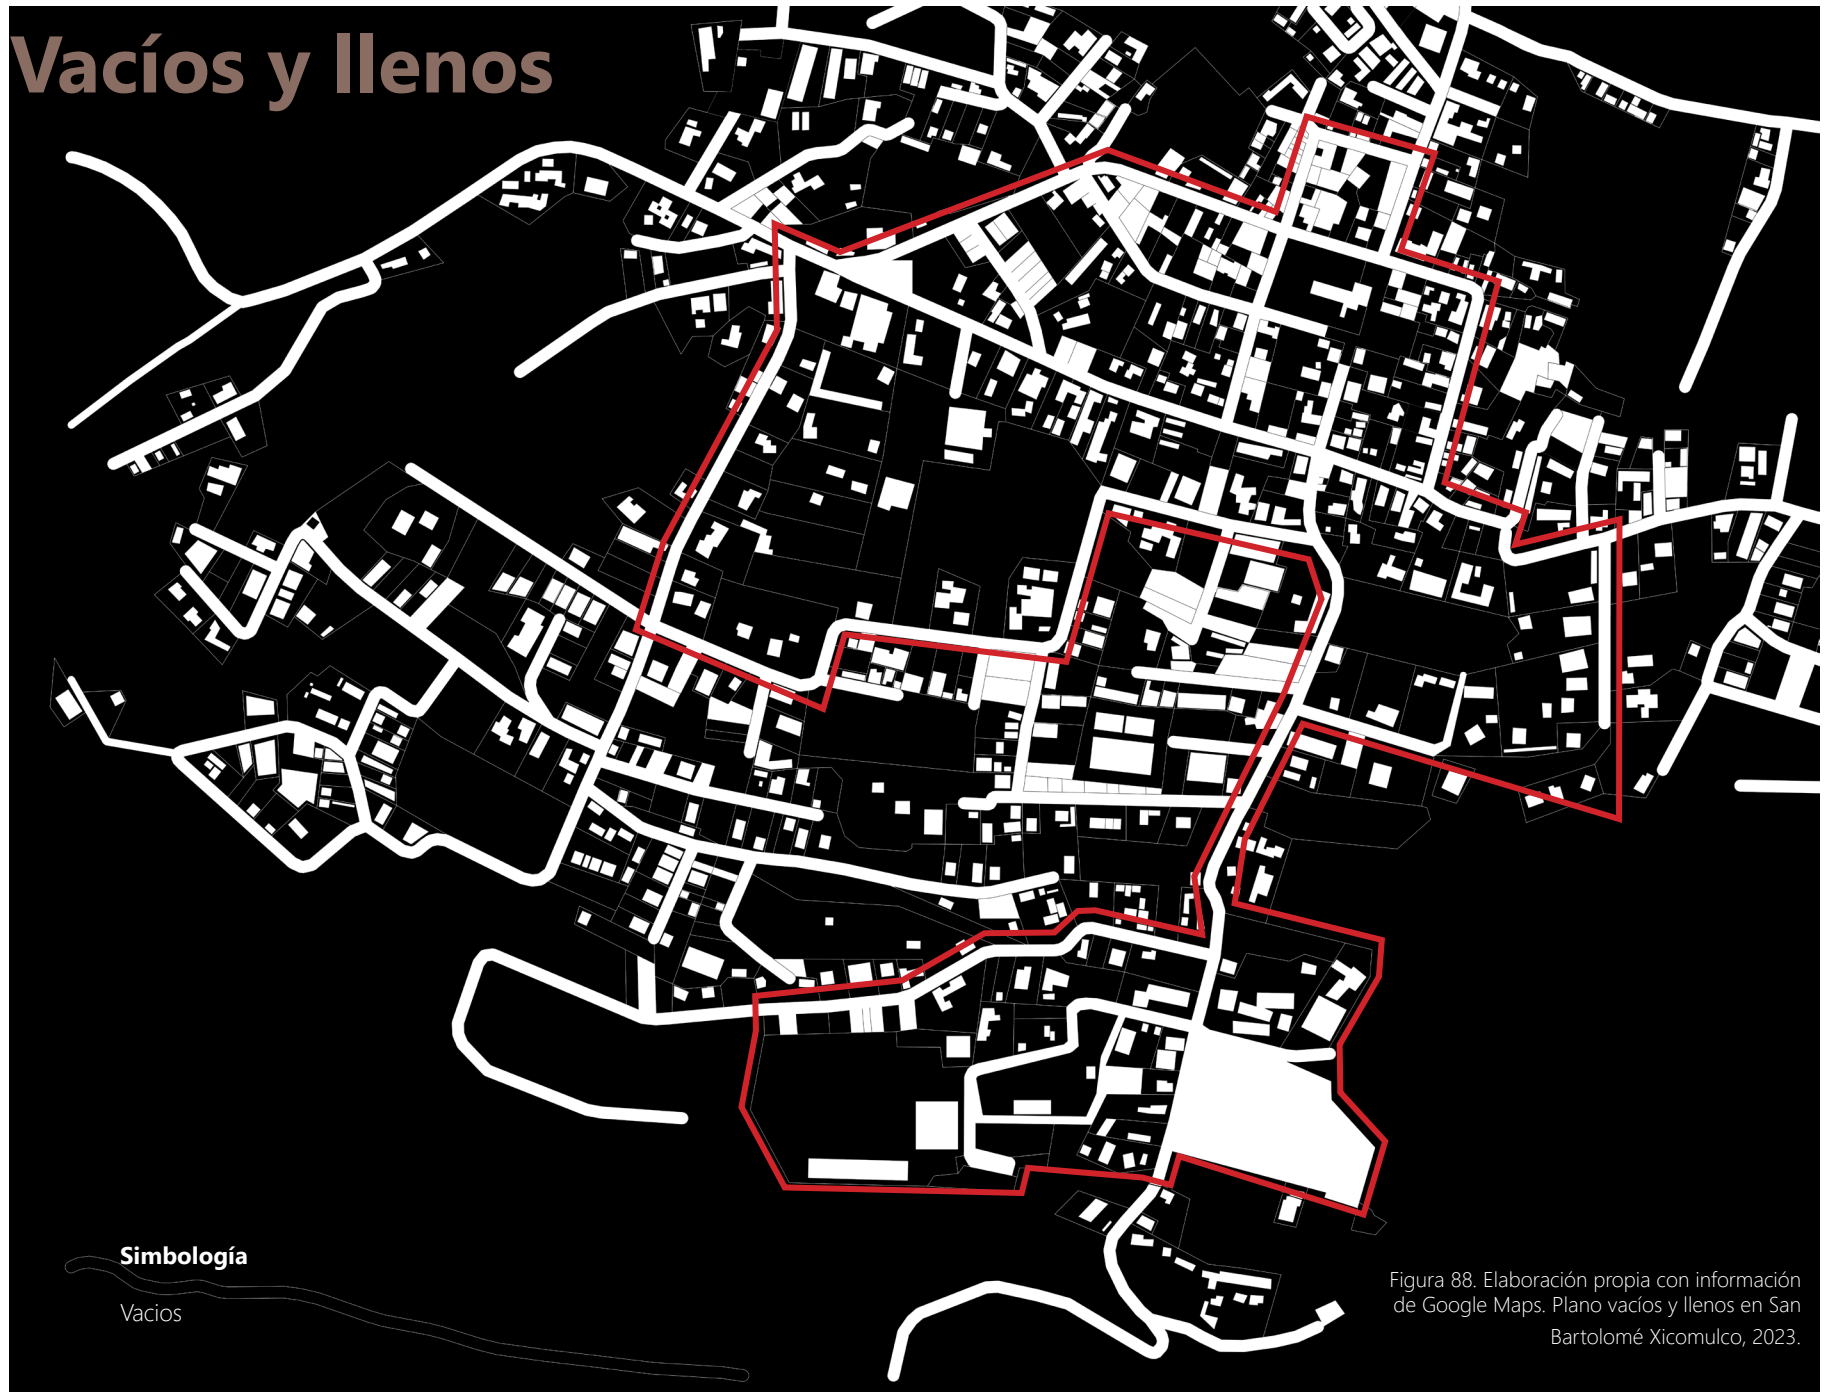 Vacíos y llenos
Simbología
Vacios
Figura 88. Elaboración propia con información
de Google Maps. Plano vacíos y llenos en San
Bartolomé Xicomulco, 2023.